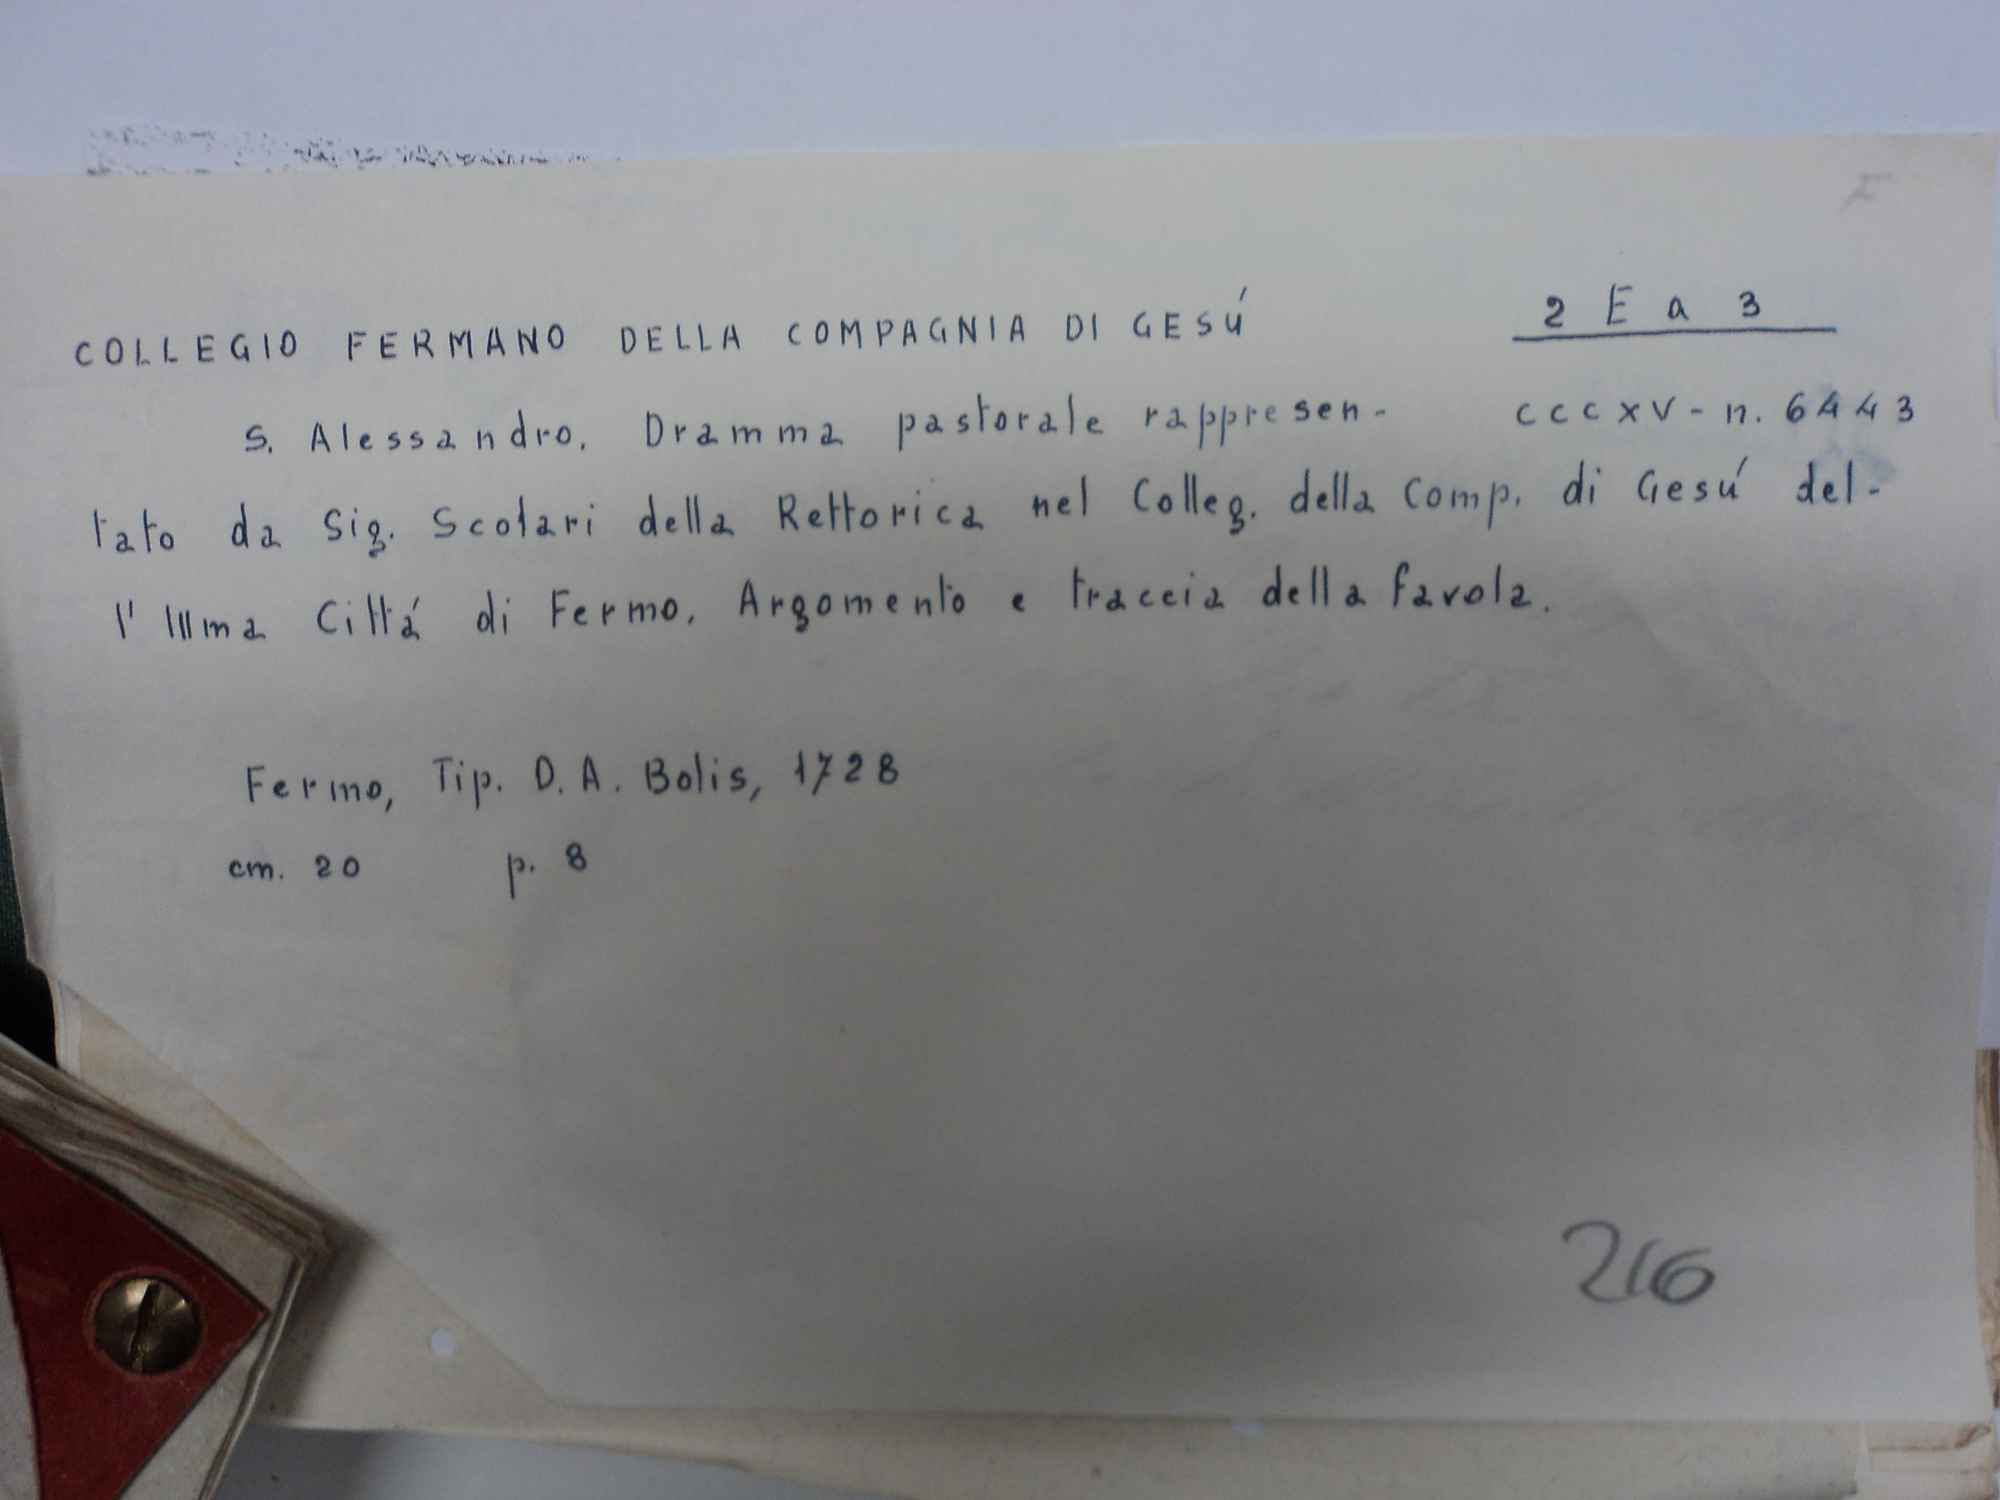 F
COLLEGIO FERMANO DELLA COMPAGNIA DI GESÚ
2 E a 3
S. Alessandro. Dramma pastorale rappresen-
CCCXV - n. 6443
tato da Sig. Scolari della Rettorica nel Colleg. della Comp. di Gesú del-
l'Illma Cittá di Fermo. Argomento e traccia della favola.
Fermo, Tip. D. A. Bolis, 1728
cm. 20 p. 8
216